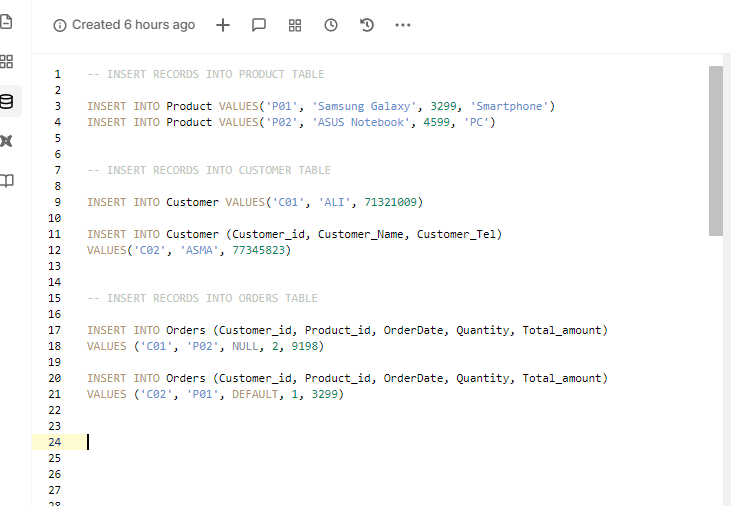 Created 6 hours ago
1 -- INSERT RECORDS INTO PRODUCT TABLE
2
3 INSERT INTO Product VALUES('P01', 'Samsung Galaxy', 3299, 'Smartphone')
4 INSERT INTO Product VALUES('P02', 'ASUS Notebook', 4599, 'PC')
5
6
7 -- INSERT RECORDS INTO CUSTOMER TABLE
8
9 INSERT INTO Customer VALUES('C01', 'ALI', 71321009)
10
11 INSERT INTO Customer (Customer_id, Customer_Name, Customer_Tel)
12 VALUES('C02', 'ASMA', 77345823)
13
14
15 -- INSERT RECORDS INTO ORDERS TABLE
16
17 INSERT INTO Orders (Customer_id, Product_id, OrderDate, Quantity, Total_amount)
18 VALUES ('C01', 'P02', NULL, 2, 9198)
19
20 INSERT INTO Orders (Customer_id, Product_id, OrderDate, Quantity, Total_amount)
21 VALUES ('C02', 'P01', DEFAULT, 1, 3299)
22
23
24
25
26
27
28